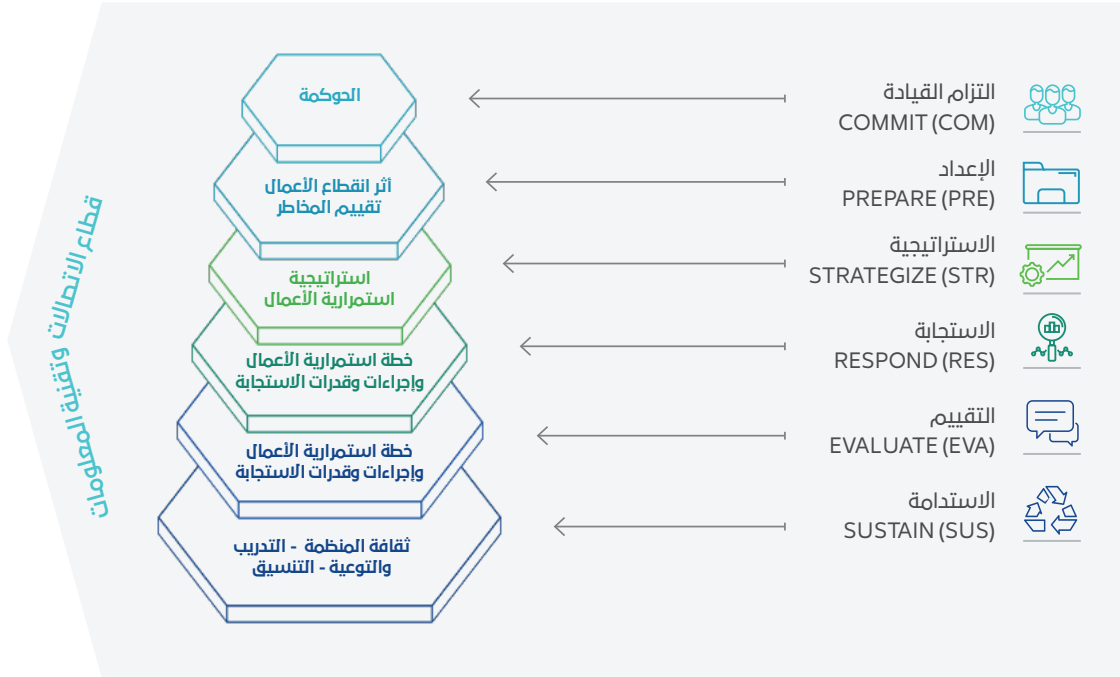 التزام القيادة
COMMIT (COM)
الحوكمة
الإعداد
PREPARE (PRE)
أثر انقطاع الأعمال
تقييم المخاطر
الاستراتيجية
STRATEGIZE (STR)
استراتيجية
استمرارية الأعمال
الاستجابة
RESPOND (RES)
خطة استمرارية الأعمال
وإجراءات وقدرات الاستجابة
التقييم
EVALUATE (EVA)
خطة استمرارية الأعمال
وإجراءات وقدرات الاستجابة
الاستدامة
SUSTAIN (SUS)
ثقافة المنظمة - التدريب
والتوعية - التنسيق
قطاع الاتصالات وتقنية المعلومات